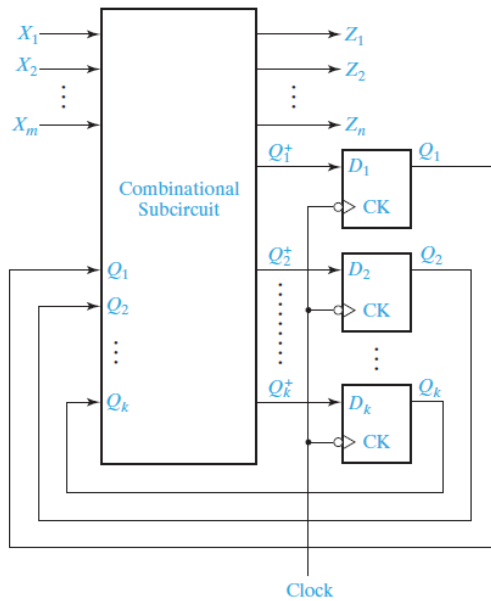 X₁ Z₁
X₂ Z₂
⋮ ⋮
Xₘ Zₙ
Q₁⁺ D₁ Q₁
Combinational
Subcircuit
CK
Q₁ Q₂⁺ D₂ Q₂
Q₂ CK
⋮ ⋮ ⋮
Qₖ Qₖ⁺ Dₖ Qₖ
CK
Clock